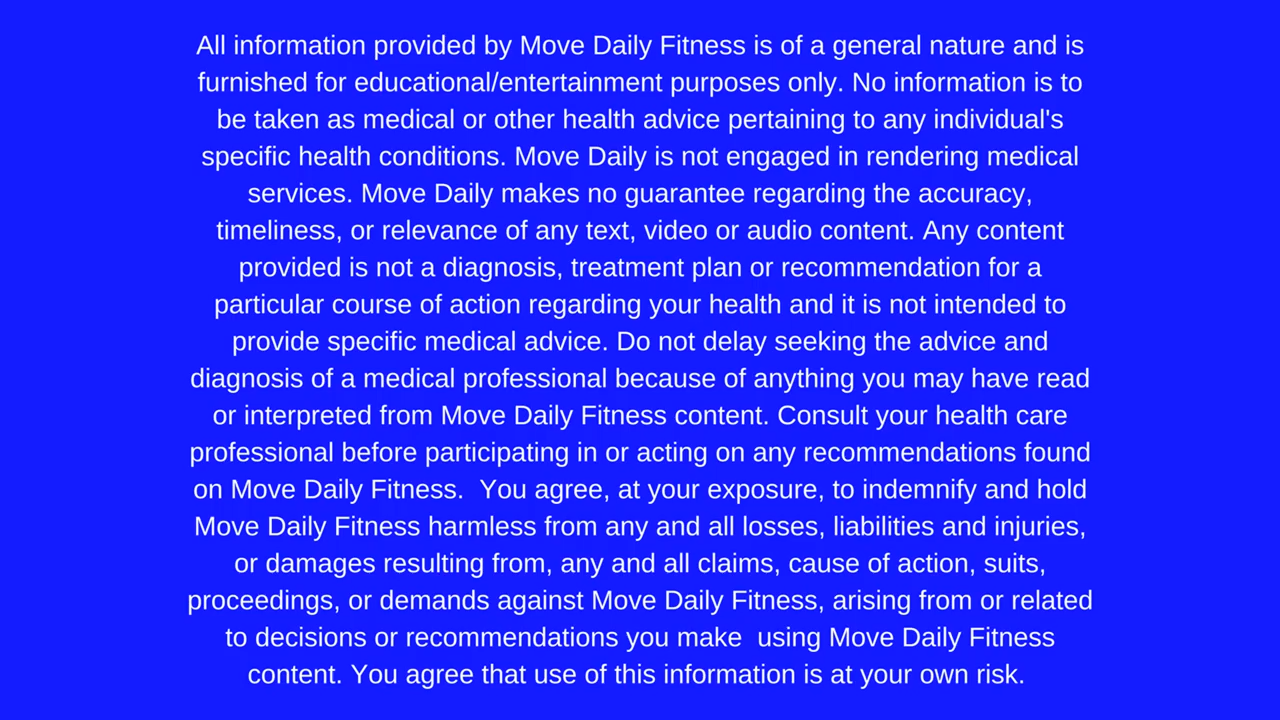 All information provided by Move Daily Fitness is of a general nature and is
furnished for educational/entertainment purposes only. No information is to
be taken as medical or other health advice pertaining to any individual's
specific health conditions. Move Daily is not engaged in rendering medical
services. Move Daily makes no guarantee regarding the accuracy,
timeliness, or relevance of any text, video or audio content. Any content
provided is not a diagnosis, treatment plan or recommendation for a
particular course of action regarding your health and it is not intended to
provide specific medical advice. Do not delay seeking the advice and
diagnosis of a medical professional because of anything you may have read
or interpreted from Move Daily Fitness content. Consult your health care
professional before participating in or acting on any recommendations found
on Move Daily Fitness.  You agree, at your exposure, to indemnify and hold
Move Daily Fitness harmless from any and all losses, liabilities and injuries,
or damages resulting from, any and all claims, cause of action, suits,
proceedings, or demands against Move Daily Fitness, arising from or related
to decisions or recommendations you make  using Move Daily Fitness
content. You agree that use of this information is at your own risk.